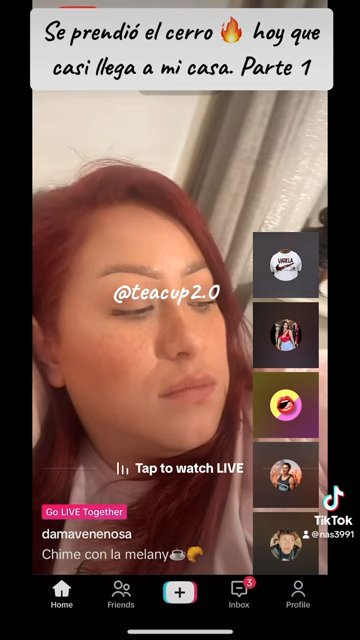 Se prendió el cerro 🔥 hoy que
casi llega a mi casa. Parte 1
VARELA
@teacup2.0
Tap to watch LIVE
Go LIVE Together
damavenenosa
Chime con la melany☕🥐
TikTok
@nas3991
3
Home
Friends
Inbox
Profile